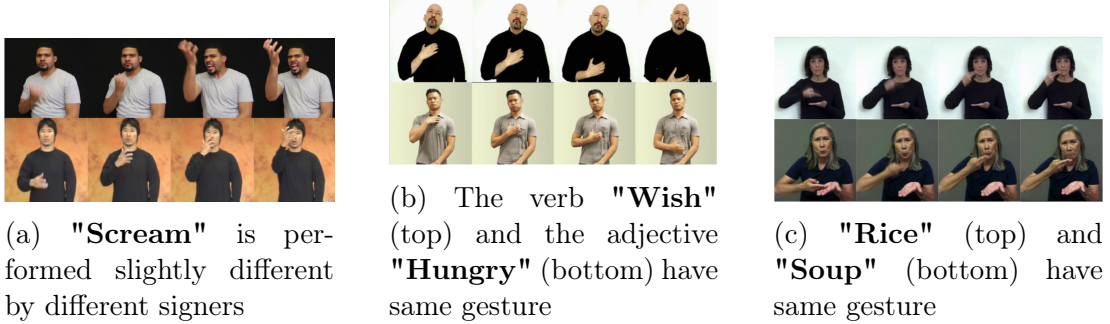 (a) "Scream" is per-
formed slightly different
by different signers
(b) The verb "Wish"
(top) and the adjective
"Hungry" (bottom) have
same gesture
(c) "Rice" (top) and
"Soup" (bottom) have
same gesture